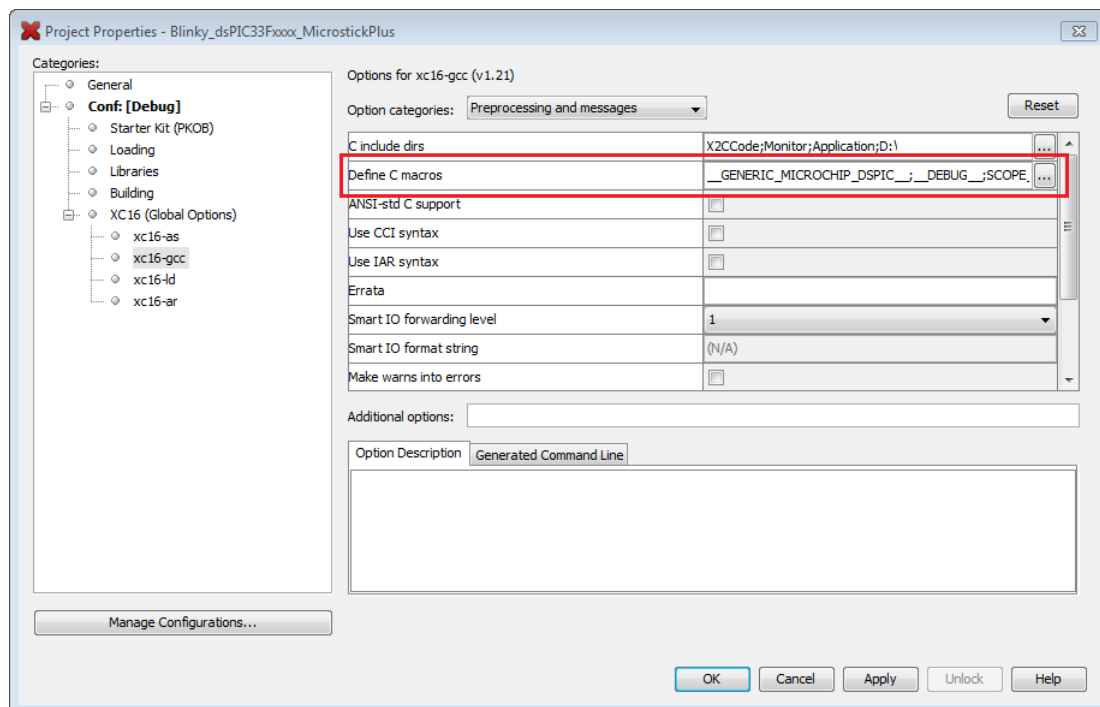 Project Properties - Blinky_dsPIC33Fxxxx_MicrostickPlus
Categories:
General
Conf: [Debug]
Starter Kit (PKOB)
Loading
Libraries
Building
XC16 (Global Options)
xc16-as
xc16-gcc
xc16-ld
xc16-ar
Manage Configurations...
Options for xc16-gcc (v1.21)
Option categories: Preprocessing and messages Reset
C include dirs X2CCode;Monitor;Application;D:\ ...
Define C macros __GENERIC_MICROCHIP_DSPIC__;__DEBUG__;SCOPE_ ...
ANSI-std C support
Use CCI syntax
Use IAR syntax
Errata
Smart IO forwarding level 1
Smart IO format string (N/A)
Make warns into errors
Additional options:
Option Description Generated Command Line
OK Cancel Apply Unlock Help